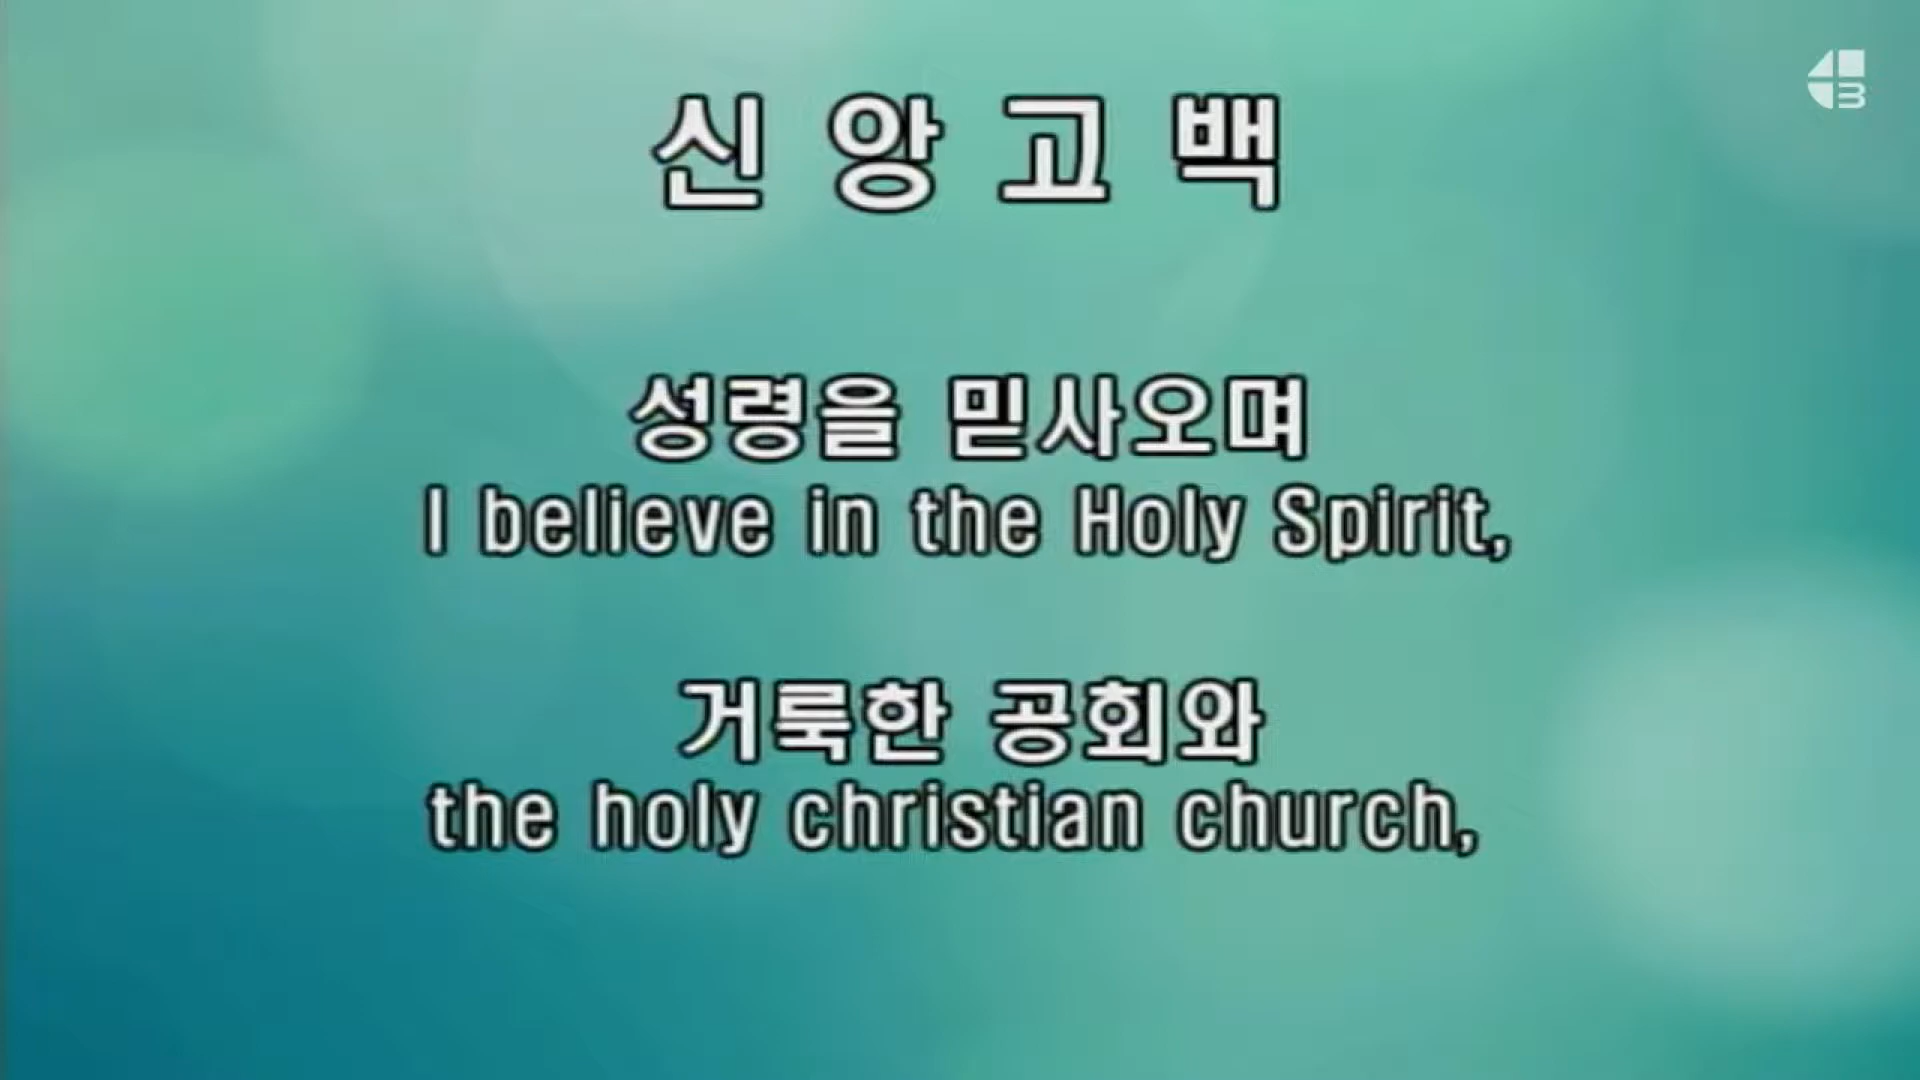 신 앙 고 백
성령을 믿사오며
I believe in the Holy Spirit,
거룩한 공회와
the holy christian church,